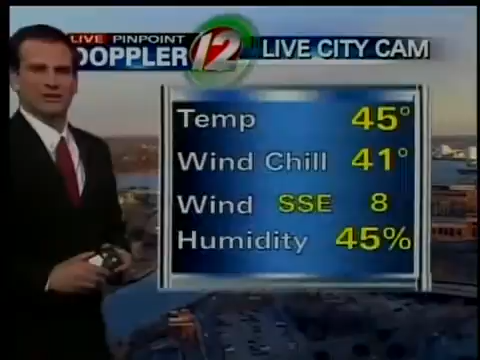 LIVE PINPOINT
DOPPLER 12 LIVE CITY CAM
Temp 45°
Wind Chill 41°
Wind SSE 8
Humidity 45%